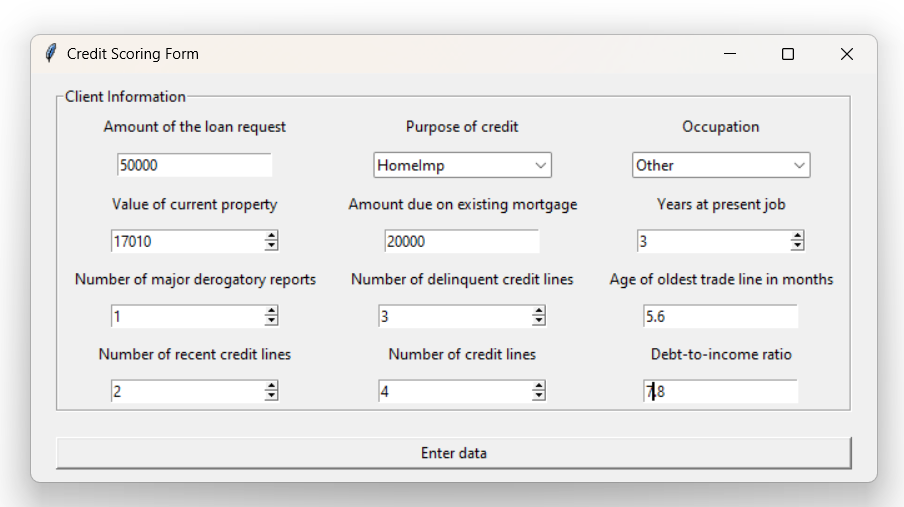 Credit Scoring Form
Client Information
Amount of the loan request Purpose of credit Occupation
50000 HomeImp Other
Value of current property Amount due on existing mortgage Years at present job
17010 20000 3
Number of major derogatory reports Number of delinquent credit lines Age of oldest trade line in months
1 3 5.6
Number of recent credit lines Number of credit lines Debt-to-income ratio
2 4 7.8
Enter data